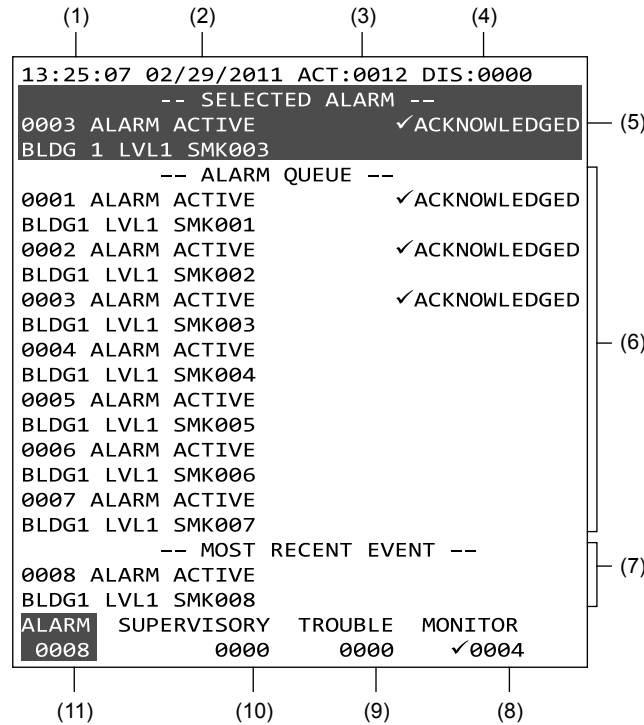 (1) (2) (3) (4)
13:25:07 02/29/2011 ACT:0012 DIS:0000
-- SELECTED ALARM --
0003 ALARM ACTIVE ✓ACKNOWLEDGED (5)
BLDG 1 LVL1 SMK003
-- ALARM QUEUE --
0001 ALARM ACTIVE ✓ACKNOWLEDGED
BLDG1 LVL1 SMK001
0002 ALARM ACTIVE ✓ACKNOWLEDGED
BLDG1 LVL1 SMK002
0003 ALARM ACTIVE ✓ACKNOWLEDGED
BLDG1 LVL1 SMK003
0004 ALARM ACTIVE (6)
BLDG1 LVL1 SMK004
0005 ALARM ACTIVE
BLDG1 LVL1 SMK005
0006 ALARM ACTIVE
BLDG1 LVL1 SMK006
0007 ALARM ACTIVE
BLDG1 LVL1 SMK007
-- MOST RECENT EVENT --
0008 ALARM ACTIVE (7)
BLDG1 LVL1 SMK008
ALARM SUPERVISORY TROUBLE MONITOR
0008 0000 0000 ✓0004
(11) (10) (9) (8)